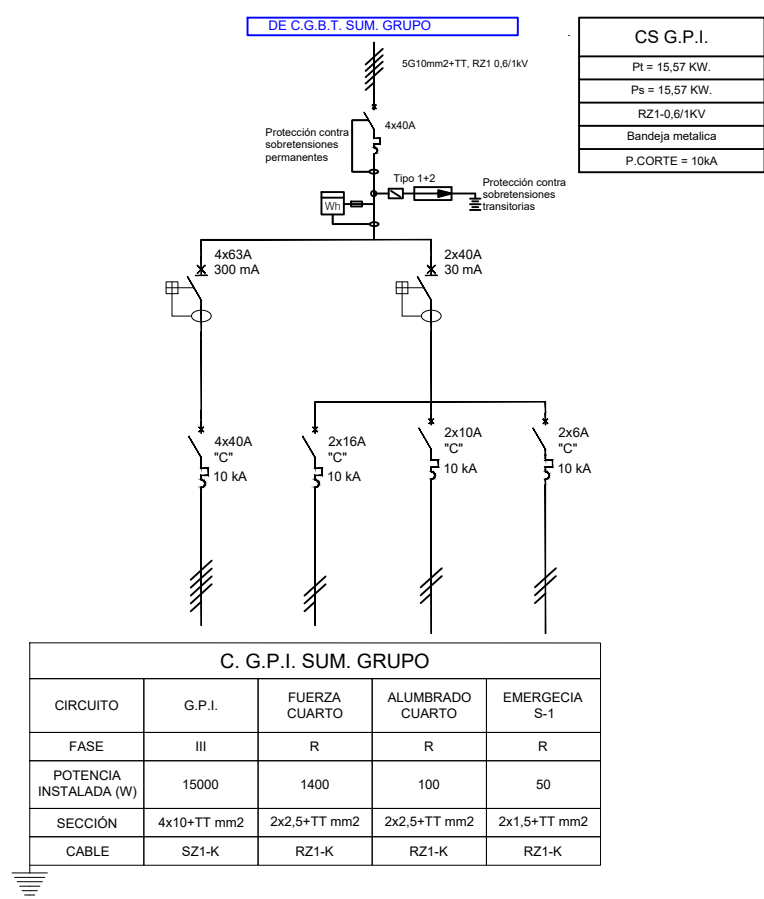 DE C.G.B.T. SUM. GRUPO
5G10mm2+TT, RZ1 0,6/1kV
4x40A
Protección contra
sobretensiones
permanentes
Tipo 1+2
Protección contra
sobretensiones
transitorias
Wh
CS G.P.I.
Pt = 15,57 KW.
Ps = 15,57 KW.
RZ1-0,6/1KV
Bandeja metalica
P.CORTE = 10kA
4x63A
300 mA
2x40A
30 mA
4x40A
"C"
10 kA
2x16A
"C"
10 kA
2x10A
"C"
10 kA
2x6A
"C"
10 kA
C. G.P.I. SUM. GRUPO
CIRCUITO
G.P.I.
FUERZA
CUARTO
ALUMBRADO
CUARTO
EMERGECIA
S-1
FASE
III
R
R
R
POTENCIA
INSTALADA (W)
15000
1400
100
50
SECCIÓN
4x10+TT mm2
2x2,5+TT mm2
2x2,5+TT mm2
2x1,5+TT mm2
CABLE
SZ1-K
RZ1-K
RZ1-K
RZ1-K